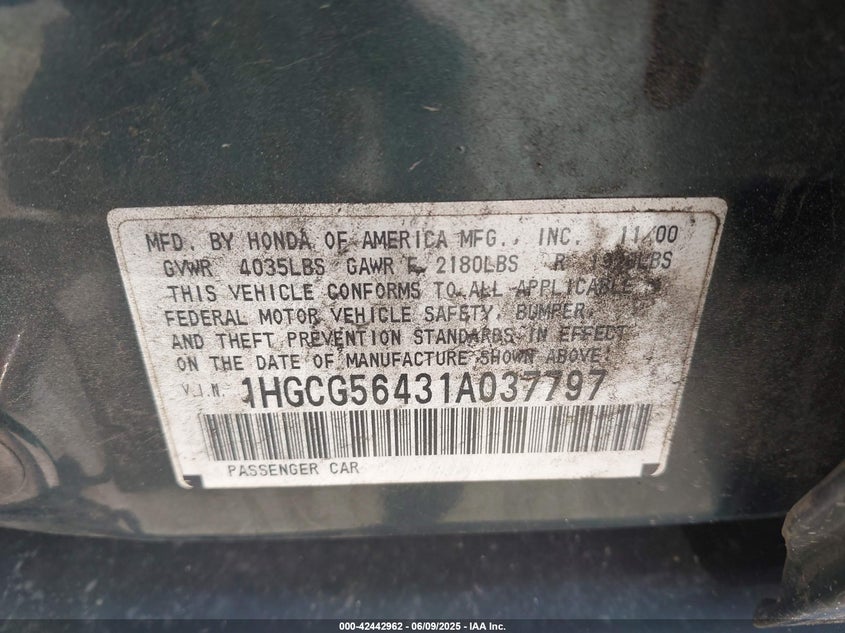 MFD. BY HONDA OF AMERICA MFG., INC. 11/00
GVWR 4035LBS GAWR F 2180LBS R LBS
THIS VEHICLE CONFORMS TO ALL APPLICABLE
FEDERAL MOTOR VEHICLE SAFETY, BUMPER,
AND THEFT PREVENTION STANDARDS IN EFFECT
ON THE DATE OF MANUFACTURE SHOWN ABOVE.
V.I.N. 1HGCG56431A037797
PASSENGER CAR
000-42442962 - 06/09/2025 - IAA Inc.